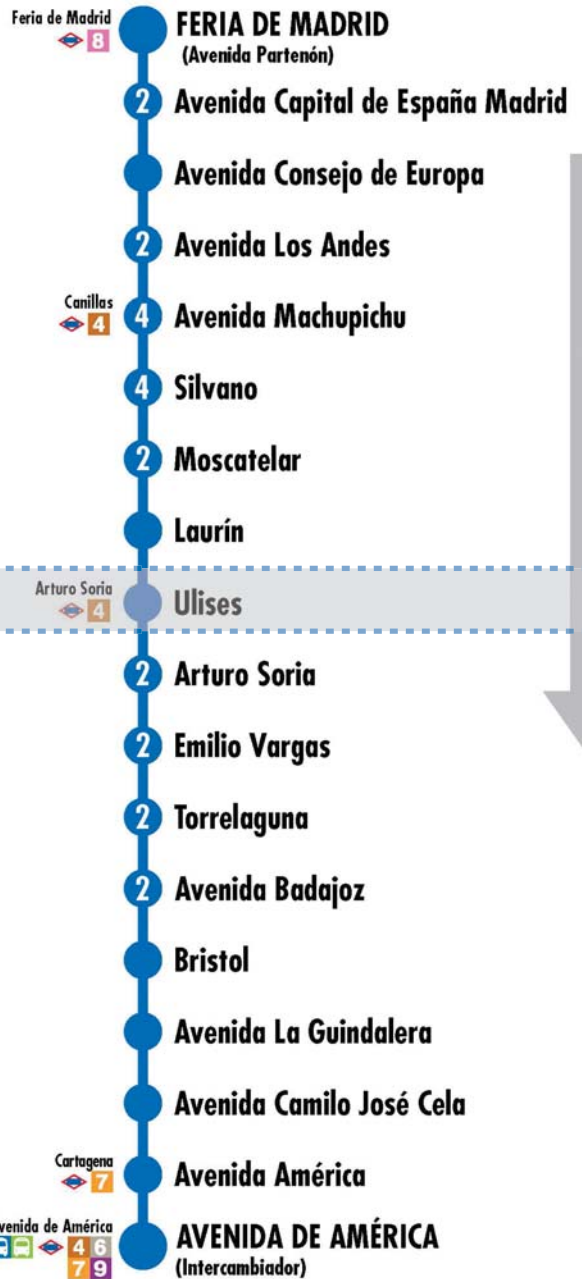 Feria de Madrid
8
FERIA DE MADRID
(Avenida Partenón)
2 Avenida Capital de España Madrid
Avenida Consejo de Europa
2 Avenida Los Andes
Canillas
4
4 Avenida Machupichu
4 Silvano
2 Moscatelar
Laurín
Arturo Soria
4
Ulises
2 Arturo Soria
2 Emilio Vargas
2 Torrelaguna
2 Avenida Badajoz
Bristol
Avenida La Guindalera
Avenida Camilo José Cela
Cartagena
7
Avenida América
venida de América
4 6
7 9
AVENIDA DE AMÉRICA
(Intercambiador)